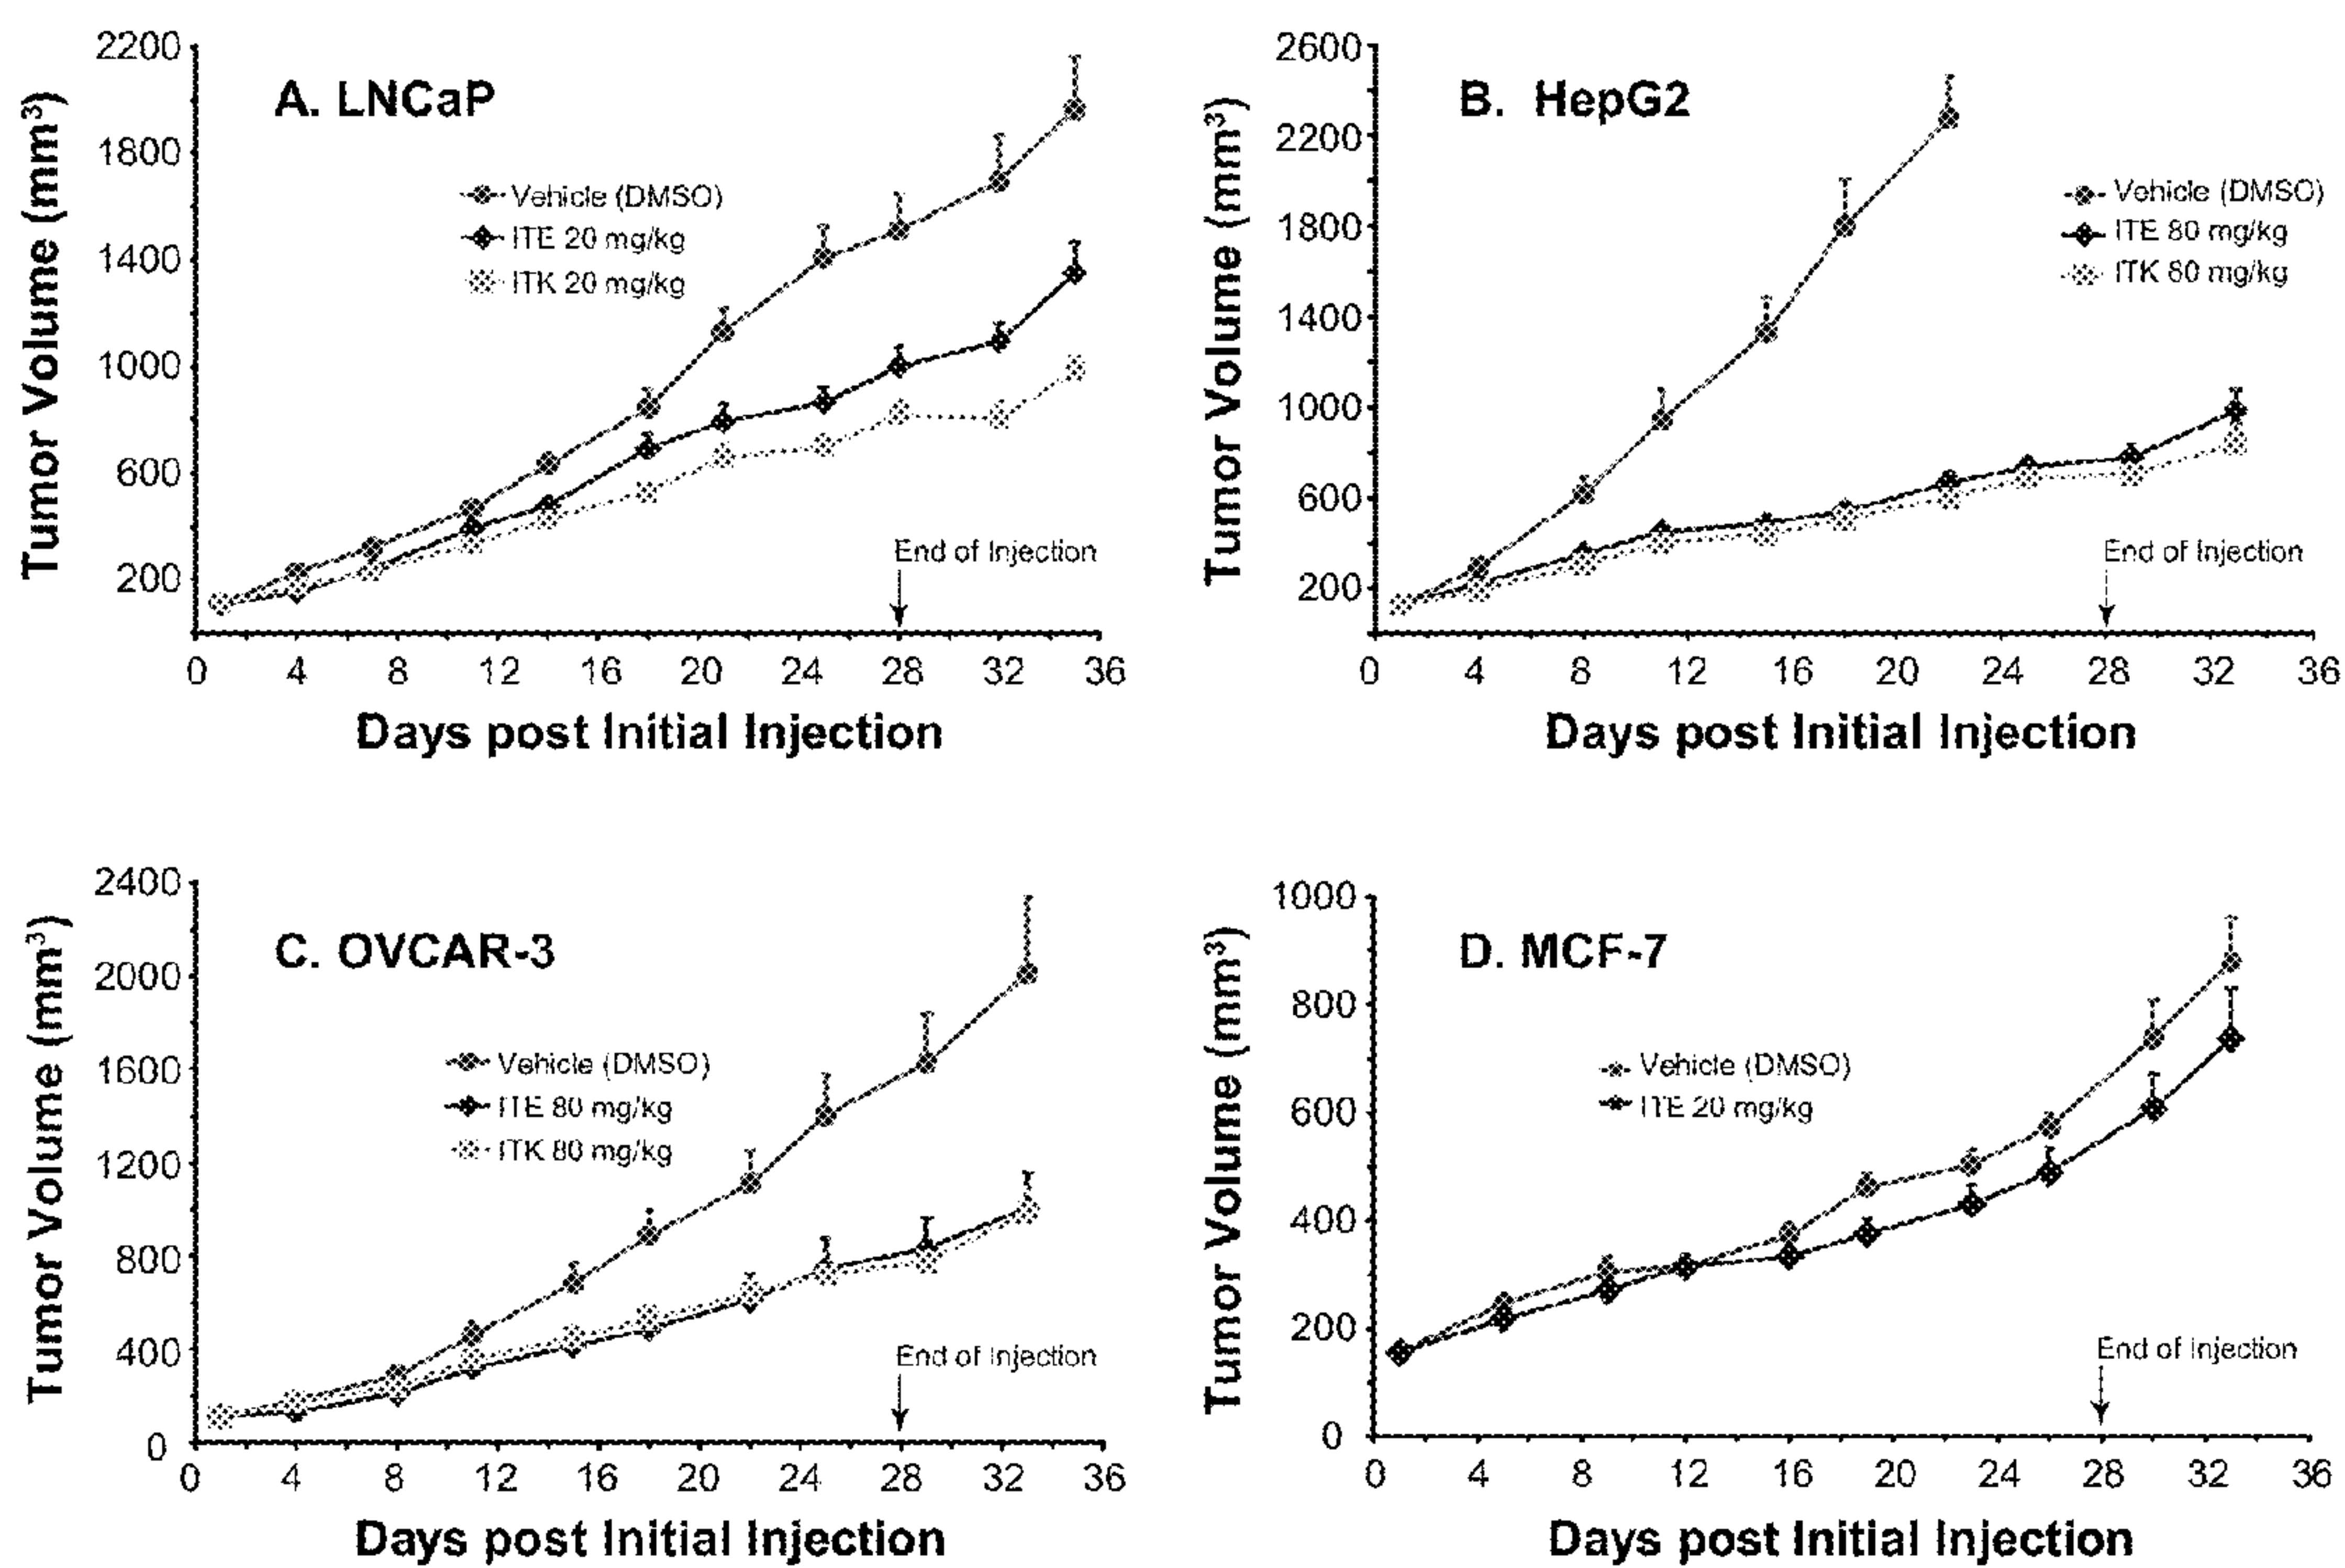 A. LNCaP
Tumor Volume (mm³)
2200
1800
1400
1000
600
200
Vehicle (DMSO)
ITE 20 mg/kg
ITK 20 mg/kg
End of Injection
0 4 8 12 16 20 24 28 32 36
Days post Initial Injection
B. HepG2
Tumor Volume (mm³)
2600
2200
1800
1400
1000
600
200
Vehicle (DMSO)
ITE 80 mg/kg
ITK 80 mg/kg
End of Injection
0 4 8 12 16 20 24 28 32 36
Days post Initial Injection
C. OVCAR-3
Tumor Volume (mm³)
2400
2000
1600
1200
800
400
0
Vehicle (DMSO)
ITE 80 mg/kg
ITK 80 mg/kg
End of Injection
0 4 8 12 16 20 24 28 32 36
Days post Initial Injection
D. MCF-7
Tumor Volume (mm³)
1000
800
600
400
200
0
Vehicle (DMSO)
ITE 20 mg/kg
End of Injection
0 4 8 12 16 20 24 28 32 36
Days post Initial Injection